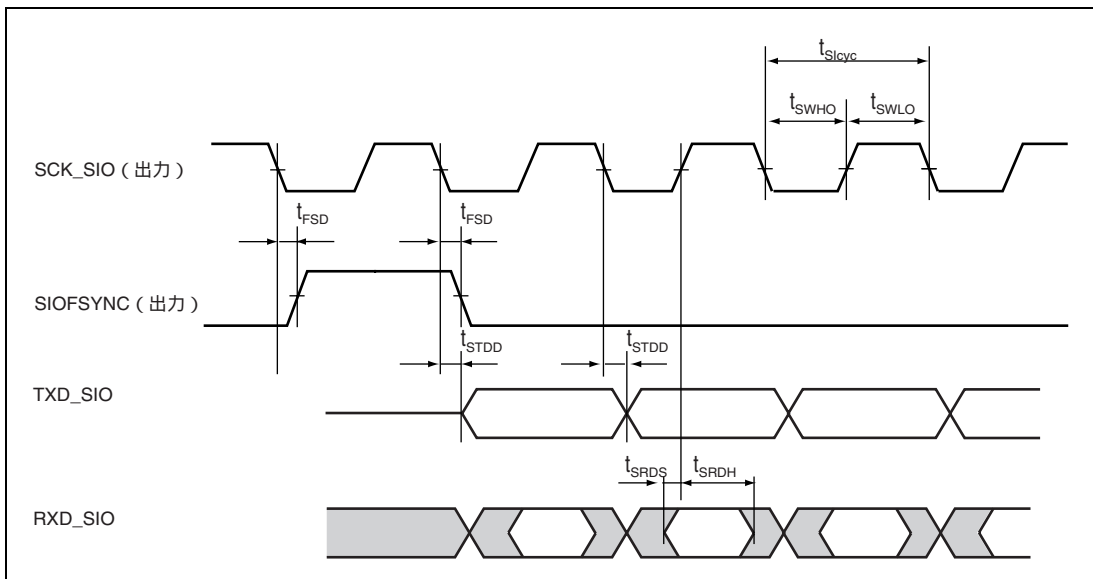 tSIcyc
tSWHO tSWLO
SCK_SIO（出力）
tFSD tFSD
SIOFSYNC（出力）
tSTDD tSTDD
TXD_SIO
tSRDS tSRDH
RXD_SIO